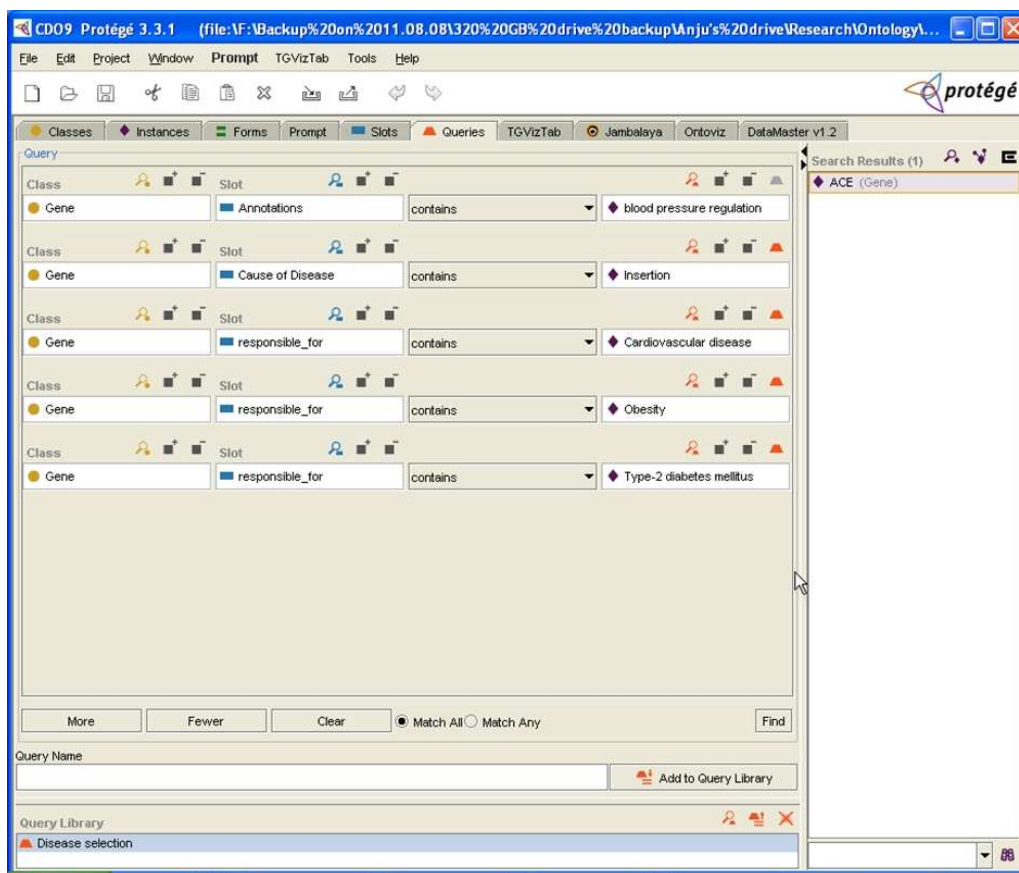 CDO9 Protégé 3.3.1 (file:\F:\Backup%20on%2011.08.08\320%20GB%20drive%20backup\Anju's%20drive\Research\Ontology\...
File Edit Project Window Prompt TGVizTab Tools Help
protégé
Classes Instances Forms Prompt Slots Queries TGVizTab Jambalaya Ontoviz DataMaster v1.2
Query
Search Results (1)
ACE (Gene)
Class Slot
Gene Annotations contains blood pressure regulation
Class Slot
Gene Cause of Disease contains Insertion
Class Slot
Gene responsible_for contains Cardiovascular disease
Class Slot
Gene responsible_for contains Obesity
Class Slot
Gene responsible_for contains Type-2 diabetes mellitus
More Fewer Clear Match All Match Any Find
Query Name
Add to Query Library
Query Library
Disease selection